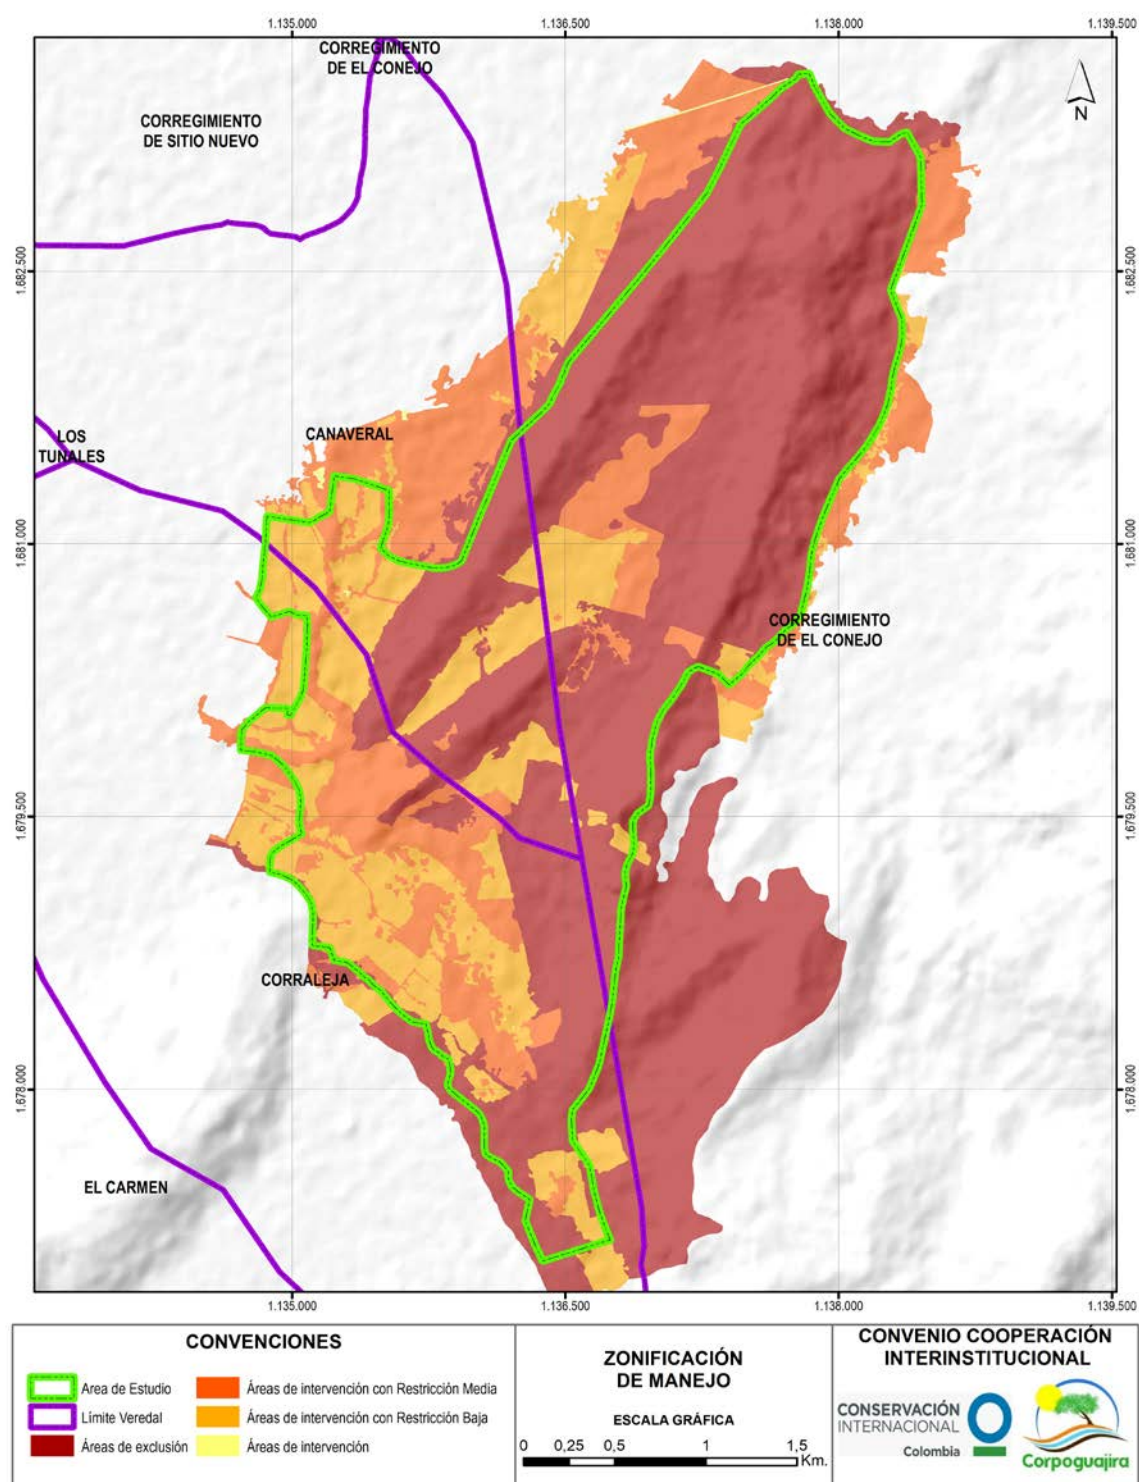 1.135.000
1.136.500
1.138.000
1.139.500
CORREGIMIENTO
DE EL CONEJO
CORREGIMIENTO
DE SITIO NUEVO
N
1.682.500
1.682.500
LOS
TUNALES
CANAVERAL
1.681.000
1.681.000
CORREGIMIENTO
DE EL CONEJO
1.679.500
1.679.500
CORRALEJA
1.678.000
1.678.000
EL CARMEN
1.135.000
1.136.500
1.138.000
1.139.500
CONVENCIONES
Area de Estudio
Límite Veredal
Áreas de exclusión
Áreas de intervención con Restricción Media
Áreas de intervención con Restricción Baja
Áreas de intervención
ZONIFICACIÓN
DE MANEJO
ESCALA GRÁFICA
0 0,25 0,5 1 1,5
Km.
CONVENIO COOPERACIÓN
INTERINSTITUCIONAL
CONSERVACIÓN
INTERNACIONAL
Colombia
Corpoguajira